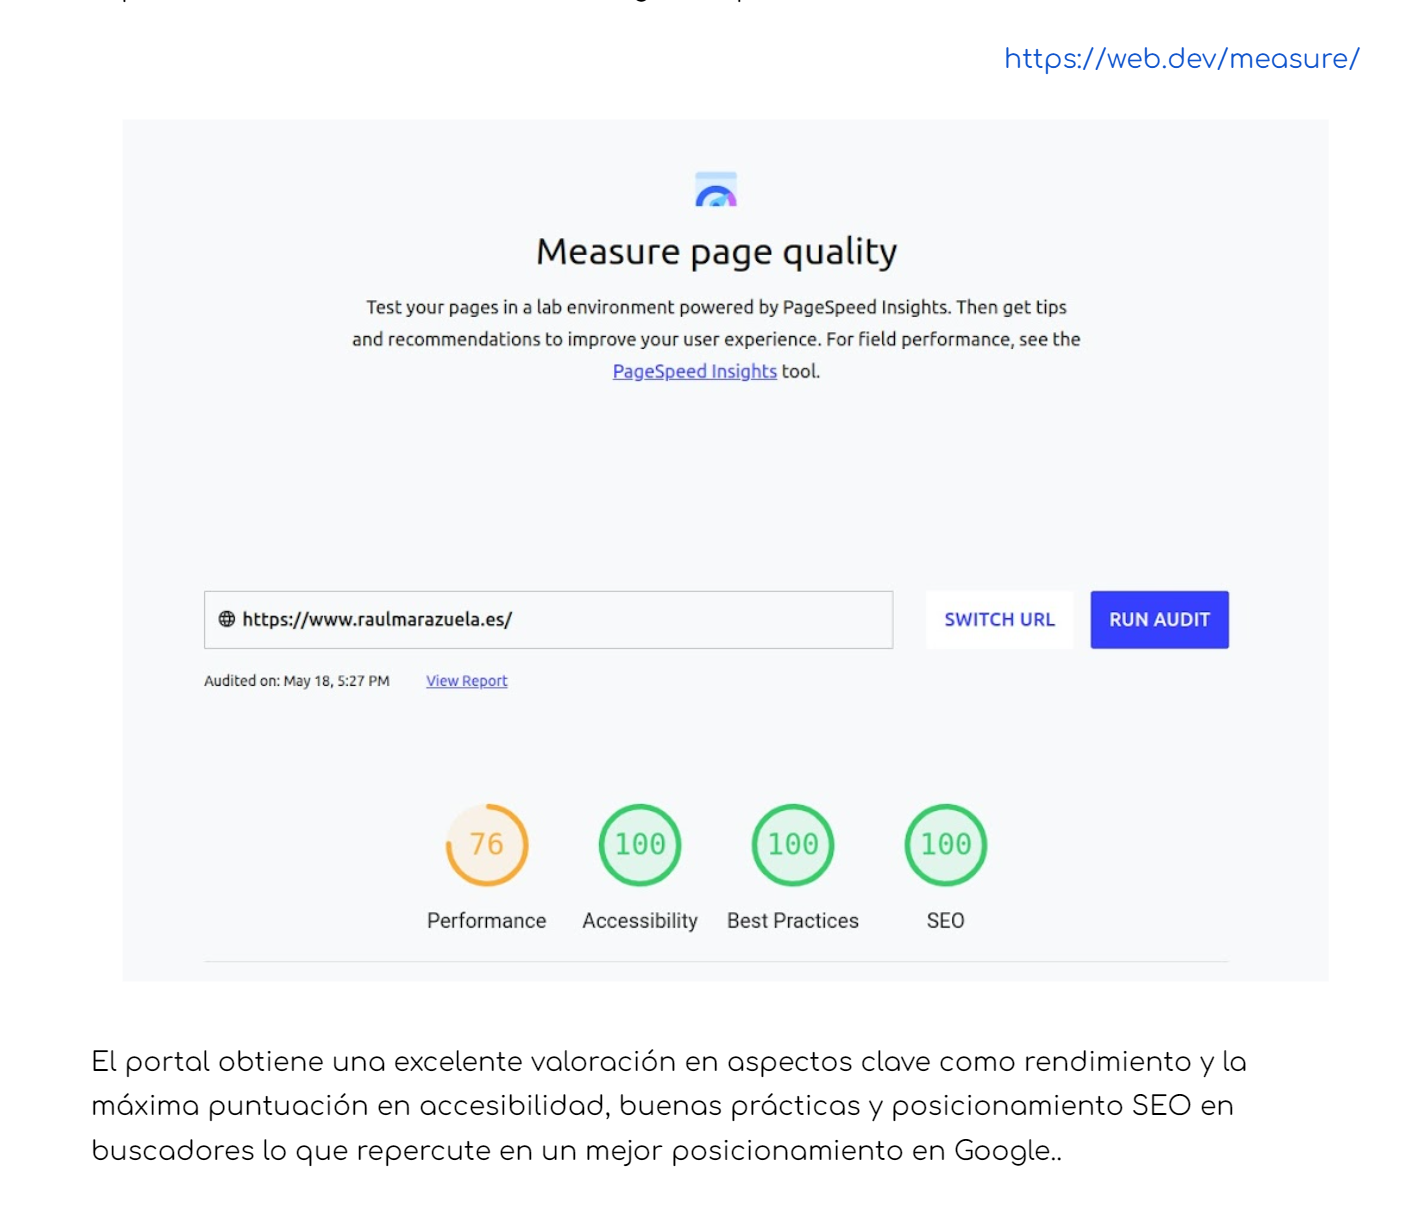 https://web.dev/measure/
Measure page quality
Test your pages in a lab environment powered by PageSpeed Insights. Then get tips
and recommendations to improve your user experience. For field performance, see the
PageSpeed Insights tool.
https://www.raulmarazuela.es/
SWITCH URL
RUN AUDIT
Audited on: May 18, 5:27 PM
View Report
76
100
100
100
Performance
Accessibility
Best Practices
SEO
El portal obtiene una excelente valoración en aspectos clave como rendimiento y la
máxima puntuación en accesibilidad, buenas prácticas y posicionamiento SEO en
buscadores lo que repercute en un mejor posicionamiento en Google..